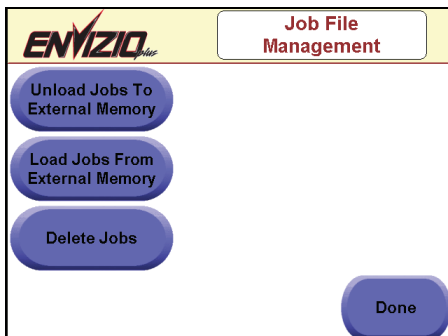 ENVIZIO plus
Job File
Management
Unload Jobs To
External Memory
Load Jobs From
External Memory
Delete Jobs
Done